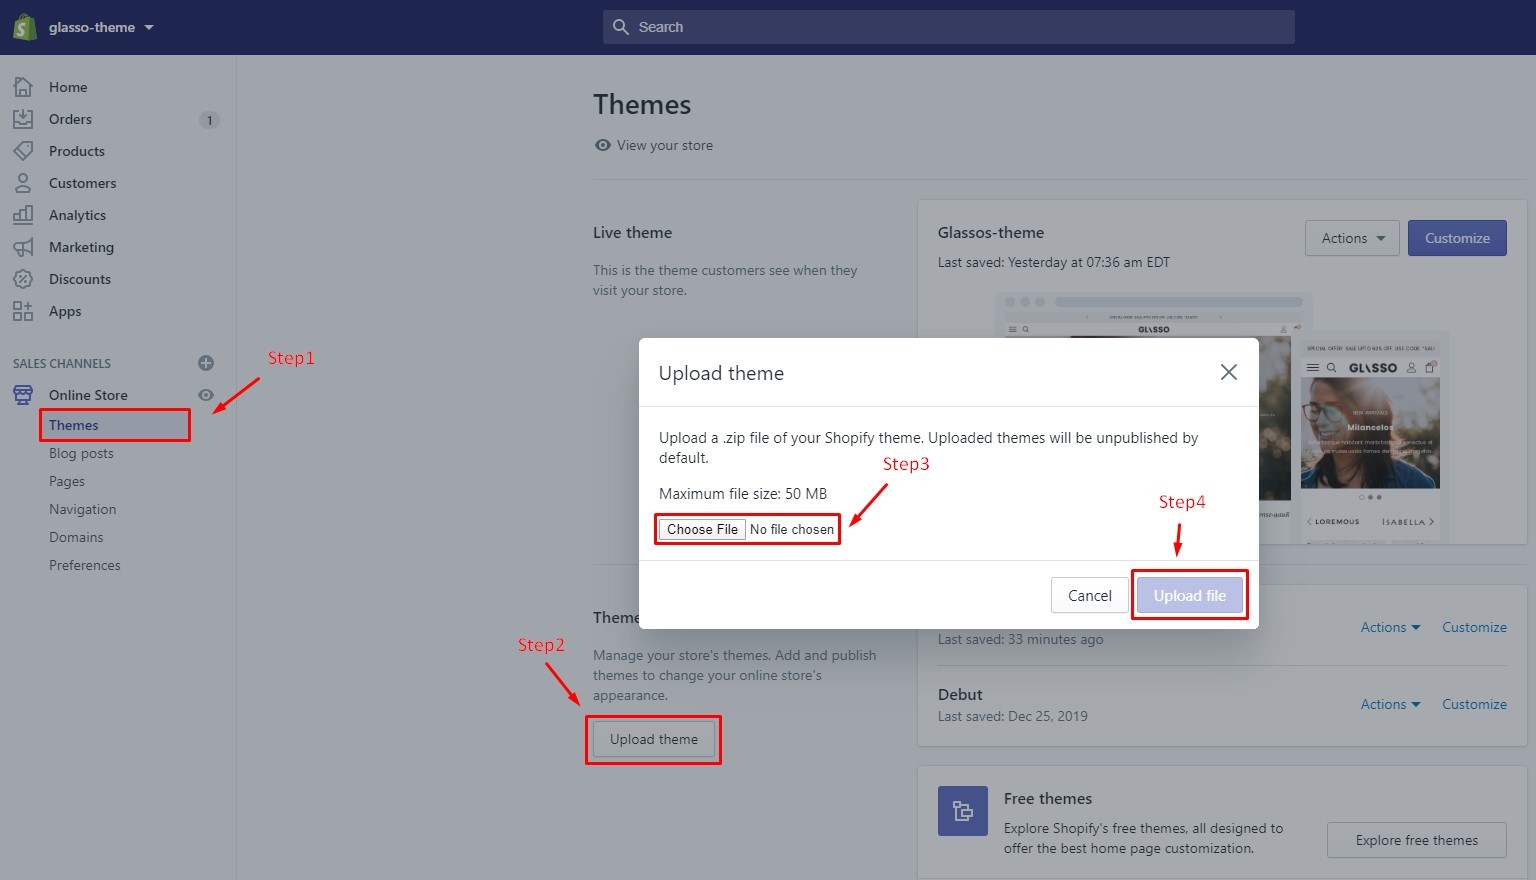 glasso-theme
Search
Home
Orders
1
Products
Customers
Analytics
Marketing
Discounts
Apps
SALES CHANNELS
Online Store
Themes
Blog posts
Pages
Navigation
Domains
Preferences
Step1
Themes
View your store
Live theme
This is the theme customers see when they
visit your store.
Glassos-theme
Last saved: Yesterday at 07:36 am EDT
Actions
Customize
GLASSO
GLASSO
NEW ARRIVALS
Milancelos
LOREMOUS
ISABELLA
Upload theme
Upload a .zip file of your Shopify theme. Uploaded themes will be unpublished by
default.
Maximum file size: 50 MB
Choose File No file chosen
Step3
Step4
Cancel
Upload file
Step2
Theme
Manage your store's themes. Add and publish
themes to change your online store's
appearance.
Upload theme
Last saved: 33 minutes ago
Actions
Customize
Debut
Last saved: Dec 25, 2019
Actions
Customize
Free themes
Explore Shopify's free themes, all designed to
offer the best home page customization.
Explore free themes